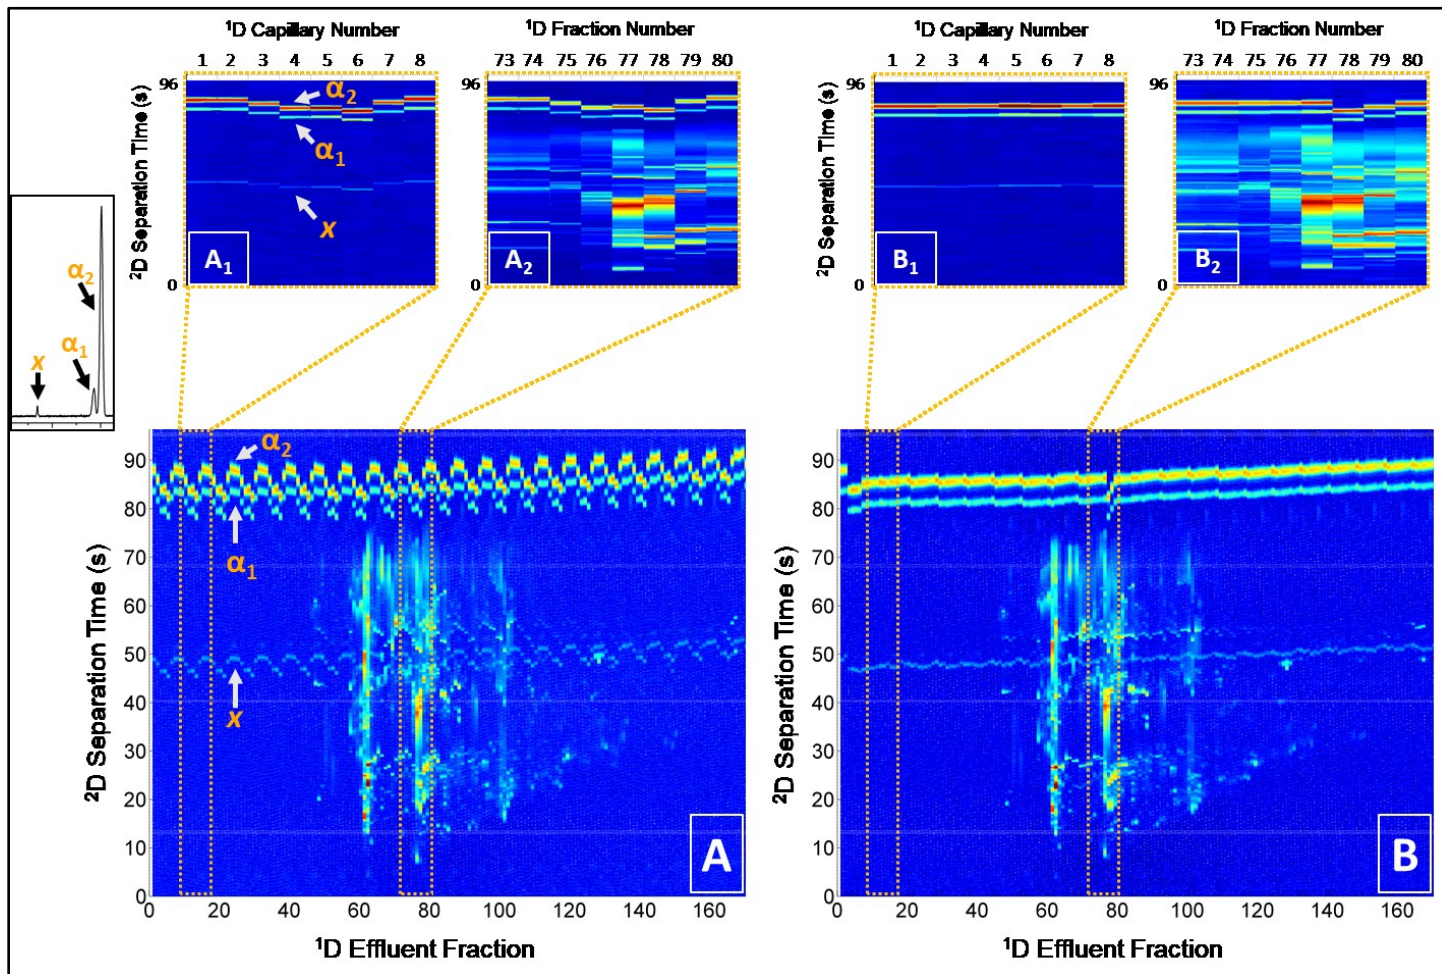 ¹D Capillary Number
1 2 3 4 5 6 7 8
²D Separation Time (s)
96
0
α₂
α₁
x
A₁
¹D Fraction Number
73 74 75 76 77 78 79 80
96
0
A₂
¹D Capillary Number
1 2 3 4 5 6 7 8
²D Separation Time (s)
96
0
B₁
¹D Fraction Number
73 74 75 76 77 78 79 80
96
0
B₂
α₂
α₁
x
²D Separation Time (s)
90
80
70
60
50
40
30
20
10
0
α₂
α₁
x
A
0 20 40 60 80 100 120 140 160
¹D Effluent Fraction
²D Separation Time (s)
90
80
70
60
50
40
30
20
10
0
B
0 20 40 60 80 100 120 140 160
¹D Effluent Fraction